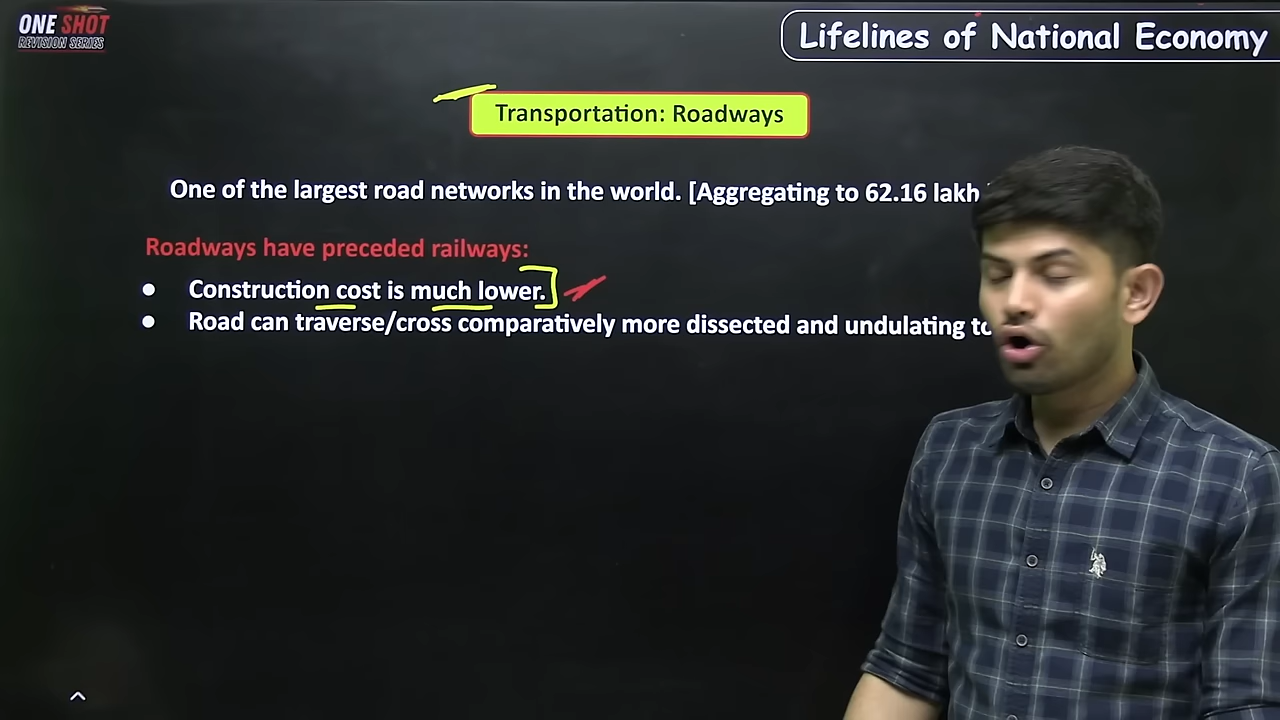 ONE SHOT
REVISION SERIES
Lifelines of National Economy
Transportation: Roadways
One of the largest road networks in the world. [Aggregating to 62.16 lakh
Roadways have preceded railways:
● Construction cost is much lower.
● Road can traverse/cross comparatively more dissected and undulating